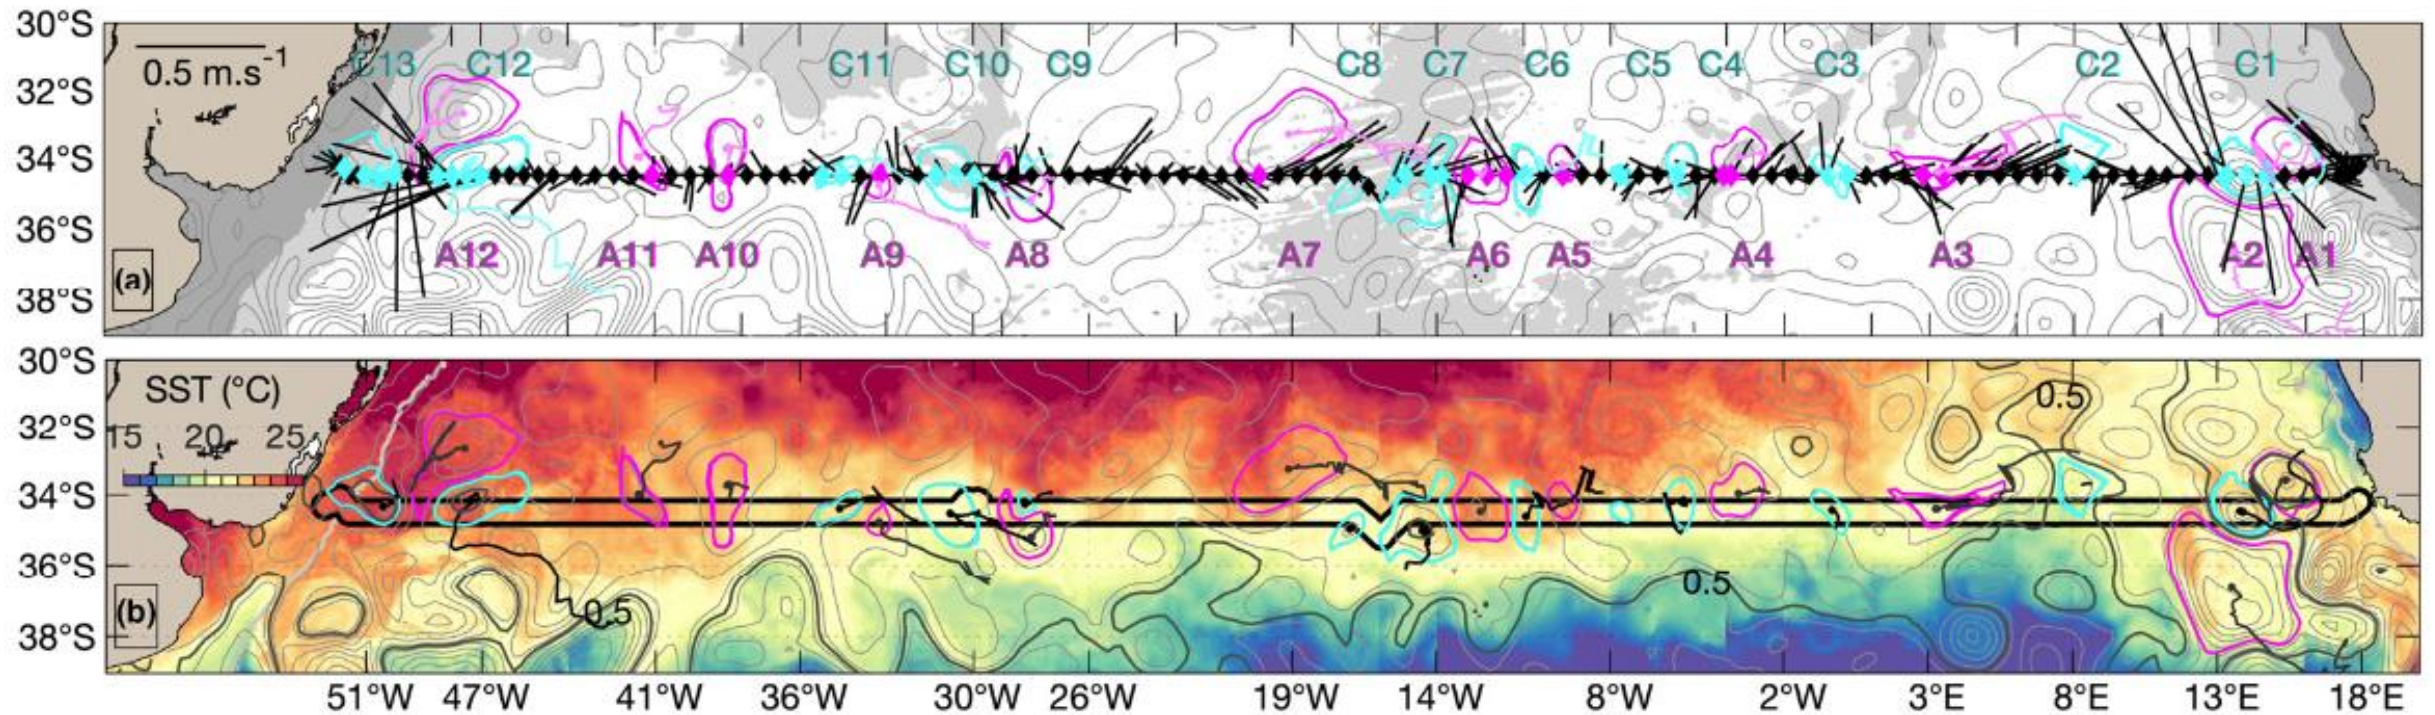 30°S
C13 C12 C11 C10 C9 C8 C7 C6 C5 C4 C3 C2 C1
0.5 m.s⁻¹
32°S
34°S
36°S
A12 A11 A10 A9 A8 A7 A6 A5 A4 A3 A2 A1
(a)
38°S
30°S
SST (°C)
0.5
32°S
15 20 25
34°S
36°S
0.5
(b)
0.5
38°S
51°W 47°W 41°W 36°W 30°W 26°W 19°W 14°W 8°W 2°W 3°E 8°E 13°E 18°E